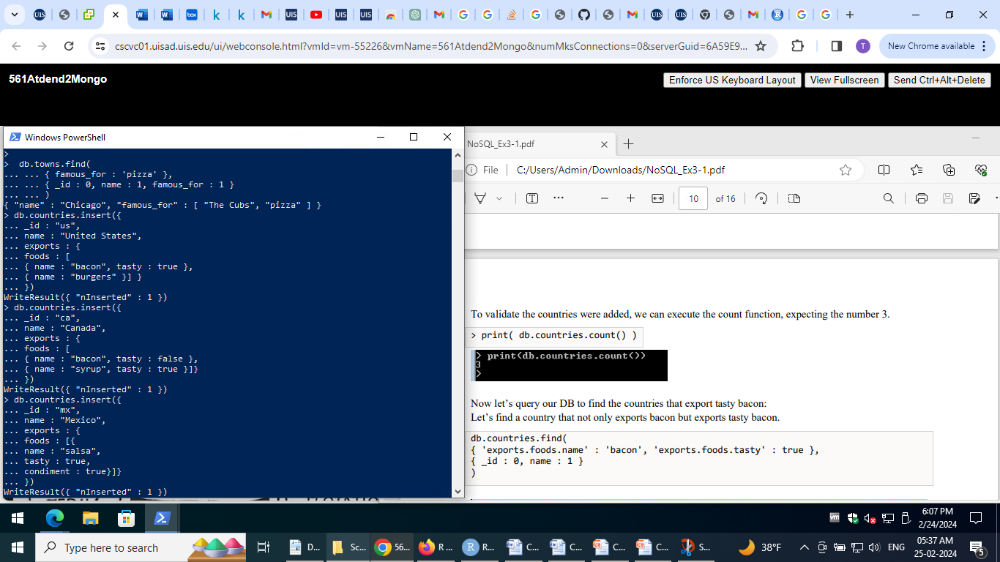 cscvc01.uisad.uis.edu/ui/webconsole.html?vmId=vm-55226&vmName=561Atdend2Mongo&numMksConnections=0&serverGuid=6A59E9...
New Chrome available
561Atdend2Mongo
Enforce US Keyboard Layout
View Fullscreen
Send Ctrl+Alt+Delete
Windows PowerShell
>
>  db.towns.find(
... ... { famous_for : 'pizza' },
... ... { _id : 0, name : 1, famous_for : 1 }
... ... )
{ "name" : "Chicago", "famous_for" : [ "The Cubs", "pizza" ] }
> db.countries.insert({
... _id : "us",
... name : "United States",
... exports : {
... foods : [
... { name : "bacon", tasty : true },
... { name : "burgers" }] }
... })
WriteResult({ "nInserted" : 1 })
> db.countries.insert({
... _id : "ca",
... name : "Canada",
... exports : {
... foods : [
... { name : "bacon", tasty : false },
... { name : "syrup", tasty : true }]}
... })
WriteResult({ "nInserted" : 1 })
> db.countries.insert({
... _id : "mx",
... name : "Mexico",
... exports : {
... foods : [{
... name : "salsa",
... tasty : true,
... condiment : true}]}
... })
WriteResult({ "nInserted" : 1 })
NoSQL_Ex3-1.pdf
File
C:/Users/Admin/Downloads/NoSQL_Ex3-1.pdf
10 of 16
To validate the countries were added, we can execute the count function, expecting the number 3.
> print( db.countries.count() )
> print(db.countries.count())
3
>
Now let's query our DB to find the countries that export tasty bacon:
Let's find a country that not only exports bacon but exports tasty bacon.
db.countries.find(
{ 'exports.foods.name' : 'bacon', 'exports.foods.tasty' : true },
{ _id : 0, name : 1 }
)
6:07 PM
2/24/2024
Type here to search
D...
Sc...
56...
R ...
R...
C...
C...
C...
C...
S...
38°F
ENG
05:37 AM
25-02-2024
5